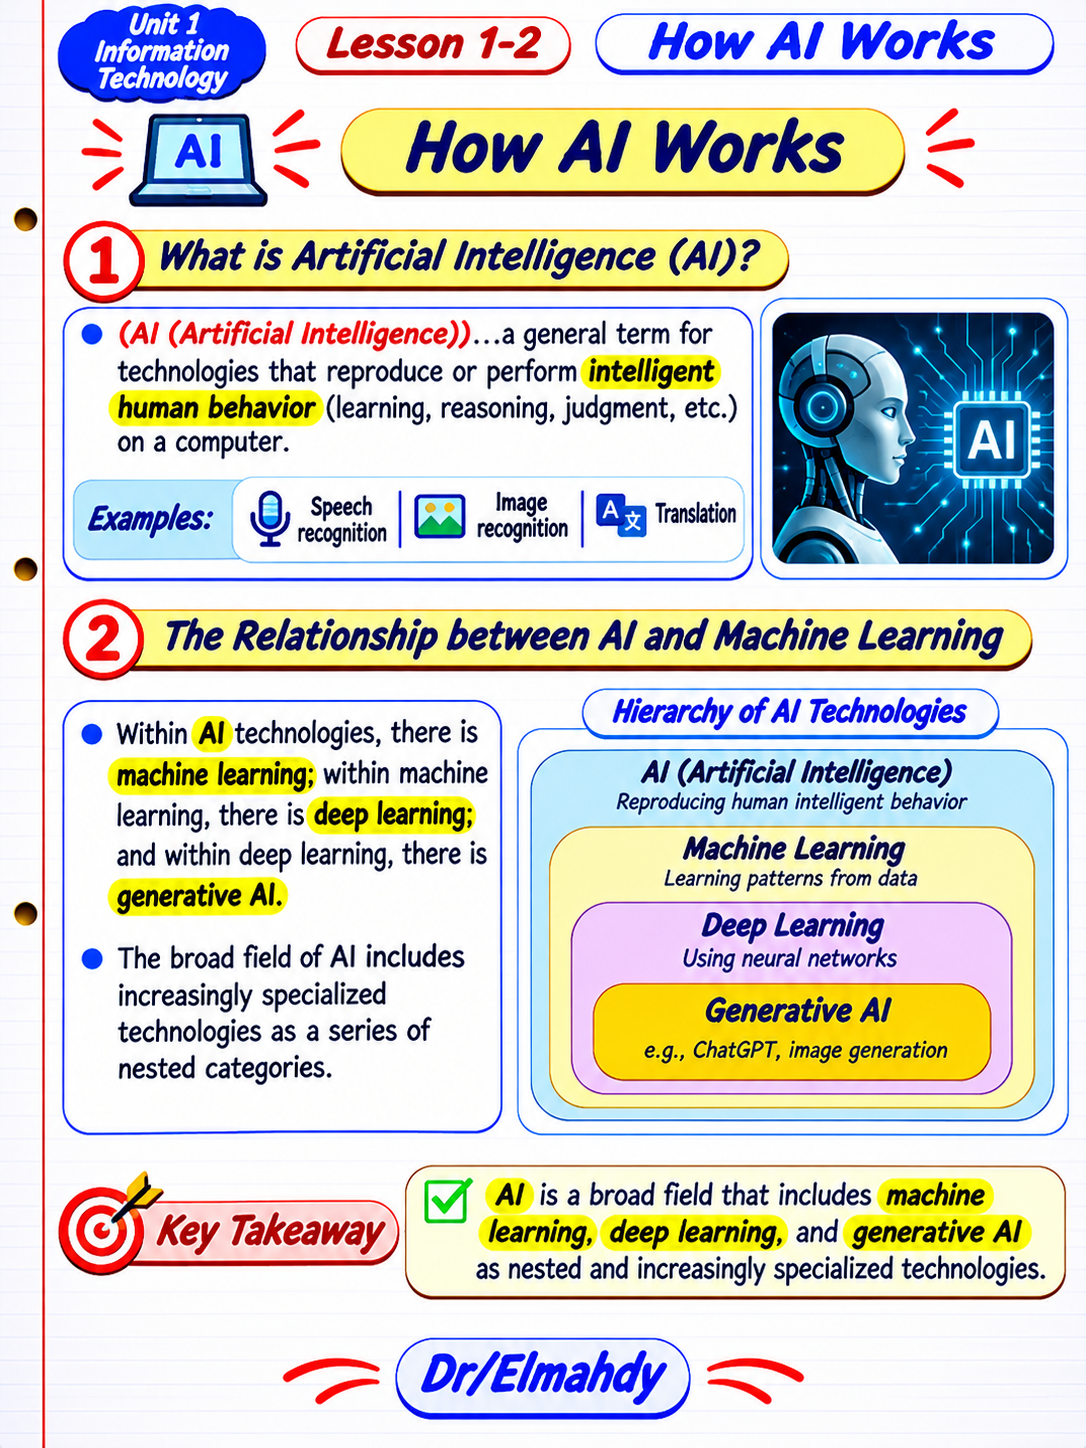 Unit 1
Information
Technology
Lesson 1-2
How AI Works
AI
How AI Works
1
What is Artificial Intelligence (AI)?
(AI (Artificial Intelligence))...a general term for
technologies that reproduce or perform intelligent
human behavior (learning, reasoning, judgment, etc.)
on a computer.
Examples:
Speech
recognition
Image
recognition
A 文
Translation
AI
2
The Relationship between AI and Machine Learning
Within AI technologies, there is
machine learning; within machine
learning, there is deep learning;
and within deep learning, there is
generative AI.
The broad field of AI includes
increasingly specialized
technologies as a series of
nested categories.
Hierarchy of AI Technologies
AI (Artificial Intelligence)
Reproducing human intelligent behavior
Machine Learning
Learning patterns from data
Deep Learning
Using neural networks
Generative AI
e.g., ChatGPT, image generation
Key Takeaway
AI is a broad field that includes machine
learning, deep learning, and generative AI
as nested and increasingly specialized technologies.
Dr/Elmahdy